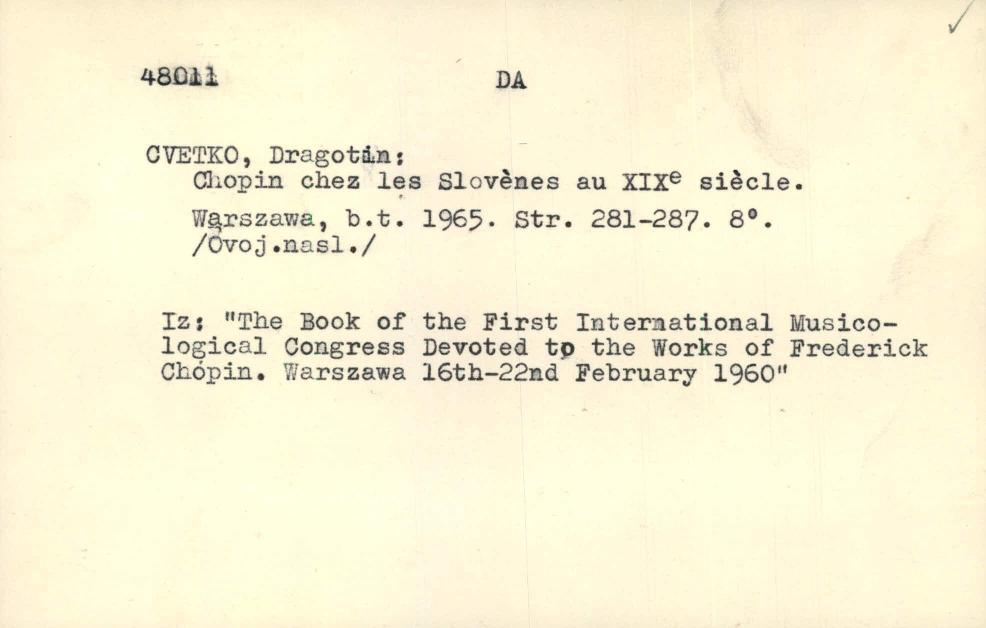 48011 DA
CVETKO, Dragotin:
Chopin chez les Slovènes au XIXe siècle.
Warszawa, b.t. 1965. Str. 281-287. 8°.
/Ovoj.nasl./
Iz: "The Book of the First International Musico-
logical Congress Devoted to the Works of Frederick
Chopin. Warszawa 16th-22nd February 1960"